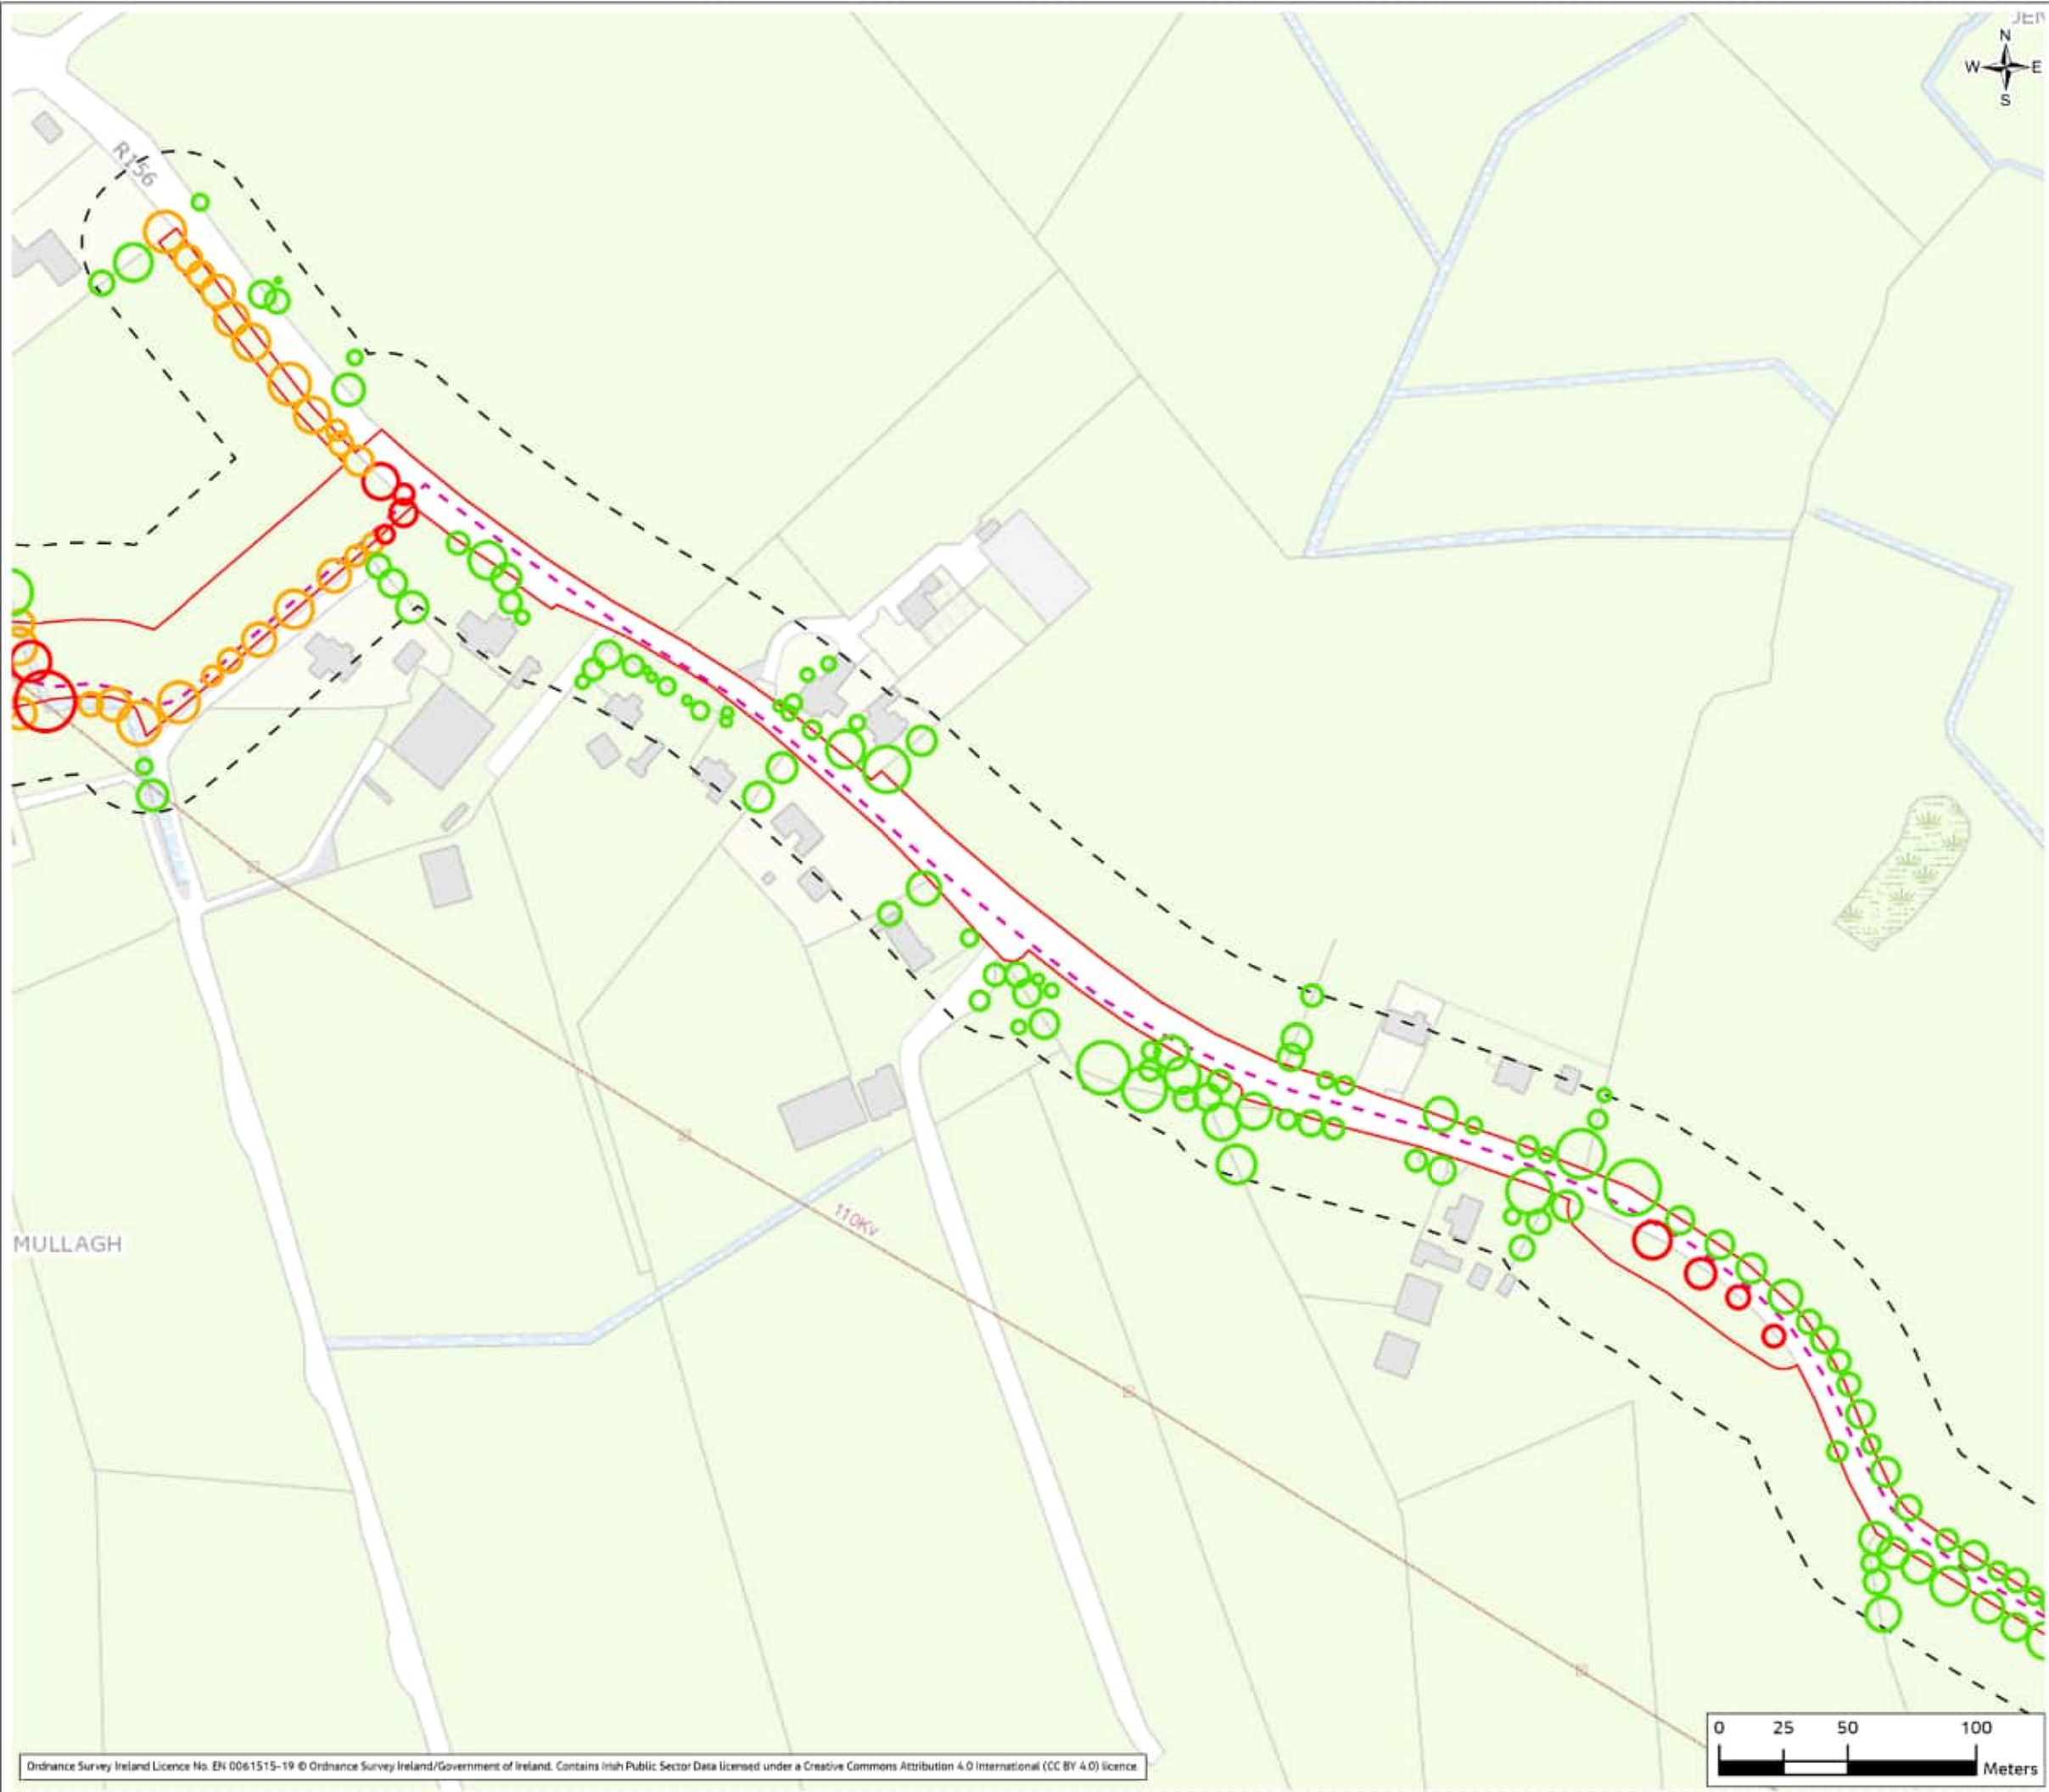 N
W E
S
R156
110Kv
MULLAGH
0 25 50 100
Meters
Ordnance Survey Ireland Licence No. EN 0061515-19 © Ordnance Survey Ireland/Government of Ireland. Contains Irish Public Sector Data licensed under a Creative Commons Attribution 4.0 International (CC BY 4.0) licence